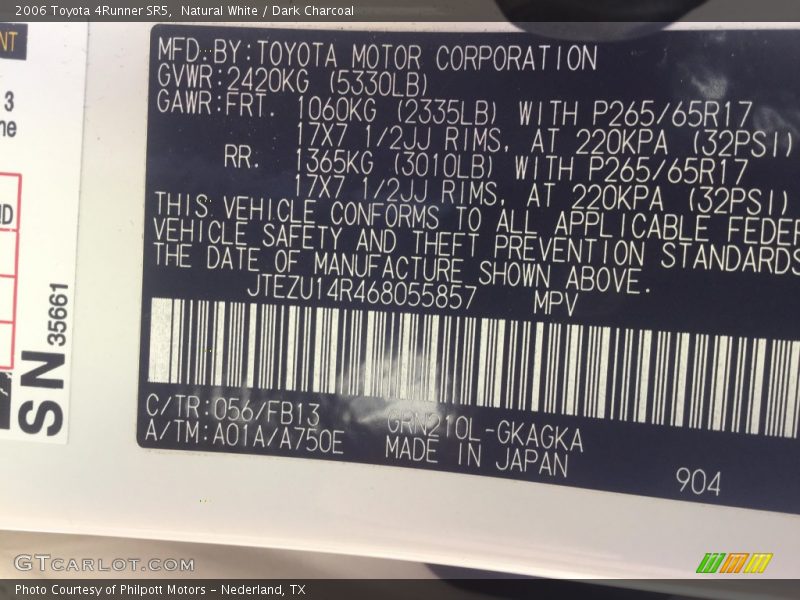 2006 Toyota 4Runner SR5, Natural White / Dark Charcoal
NT
3
ne
ID
SN 35661
MFD.BY:TOYOTA MOTOR CORPORATION
GVWR:2420KG (5330LB)
GAWR:FRT. 1060KG (2335LB) WITH P265/65R17
17X7 1/2JJ RIMS, AT 220KPA (32PSI)
RR. 1365KG (3010LB) WITH P265/65R17
17X7 1/2JJ RIMS, AT 220KPA (32PSI)
THIS VEHICLE CONFORMS TO ALL APPLICABLE FEDER
VEHICLE SAFETY AND THEFT PREVENTION STANDARDS
THE DATE OF MANUFACTURE SHOWN ABOVE.
JTEZU14R468055857 MPV
C/TR:056/FB13 GRN210L-GKAGKA
A/TM:A01A/A750E MADE IN JAPAN
904
GTCARLOT.COM
Photo Courtesy of Philpott Motors – Nederland, TX